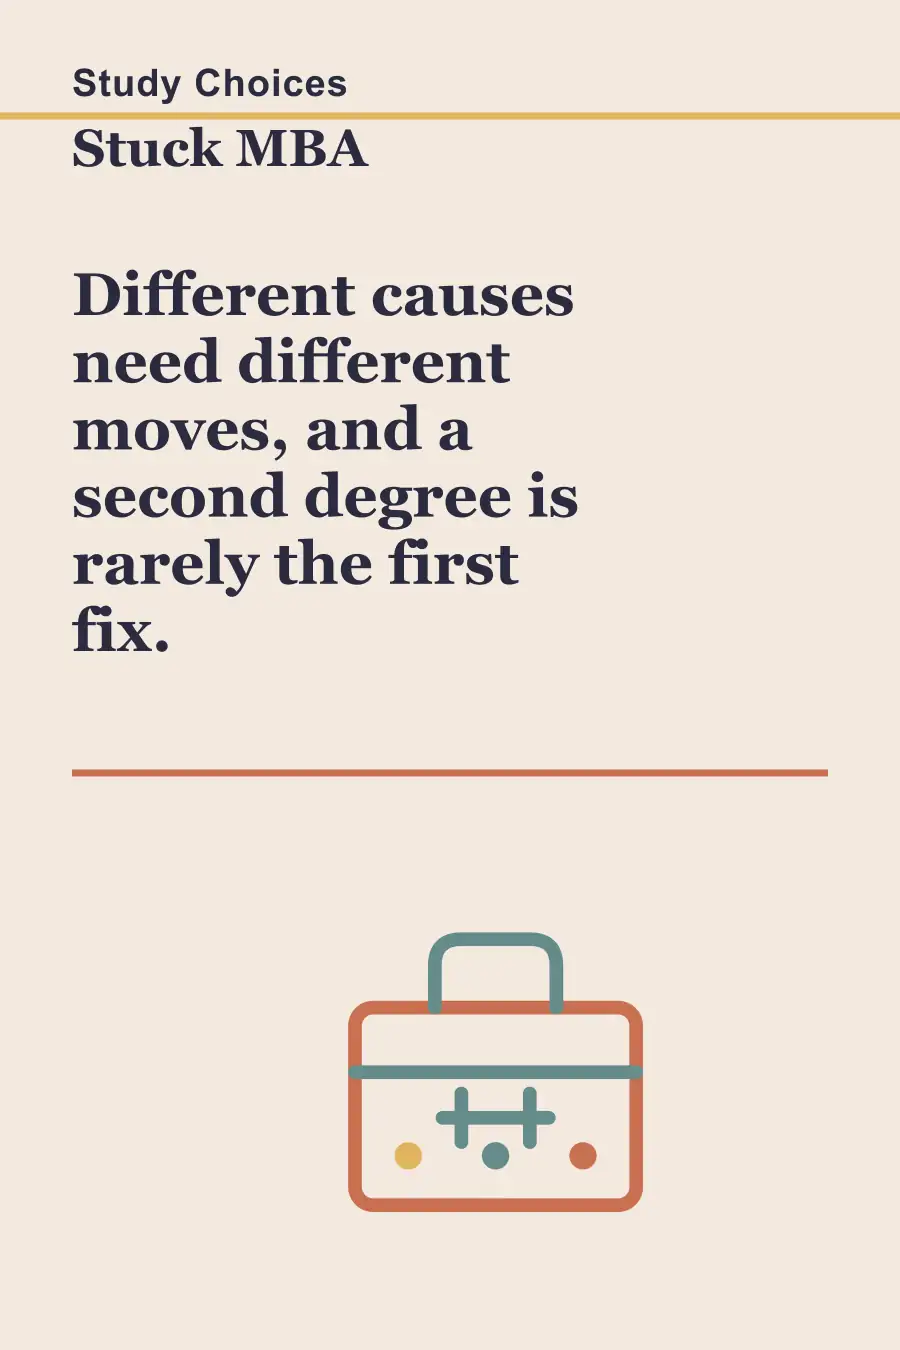 Study Choices
Stuck MBA
Different causes
need different
moves, and a
second degree is
rarely the first
fix.